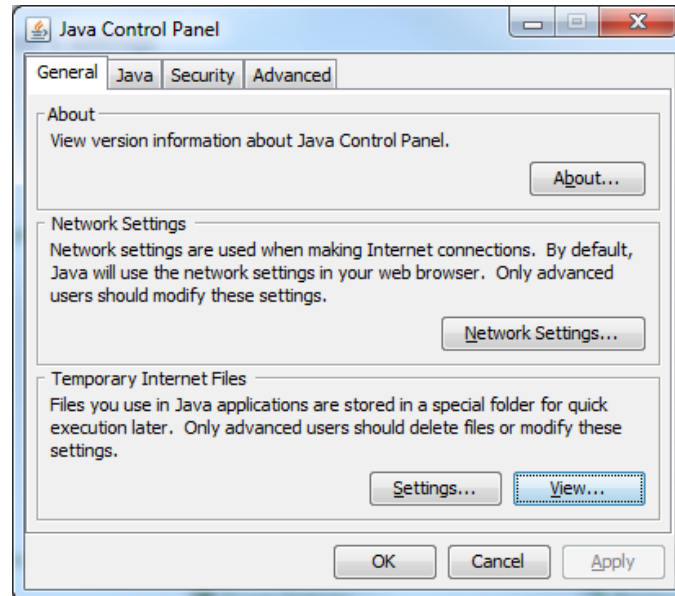 Java Control Panel
General Java Security Advanced
About
View version information about Java Control Panel.
About...
Network Settings
Network settings are used when making Internet connections. By default,
Java will use the network settings in your web browser. Only advanced
users should modify these settings.
Network Settings...
Temporary Internet Files
Files you use in Java applications are stored in a special folder for quick
execution later. Only advanced users should delete files or modify these
settings.
Settings... View...
OK Cancel Apply